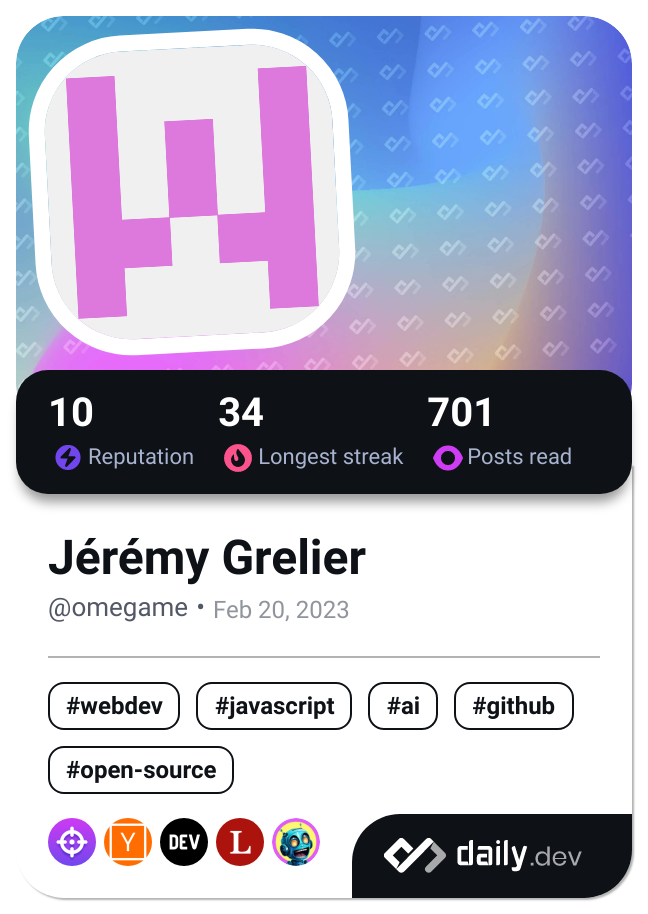 10 34 701
Reputation Longest streak Posts read
Jérémy Grelier
@omegame • Feb 20, 2023
#webdev #javascript #ai #github
#open-source
Y DEV L
daily.dev